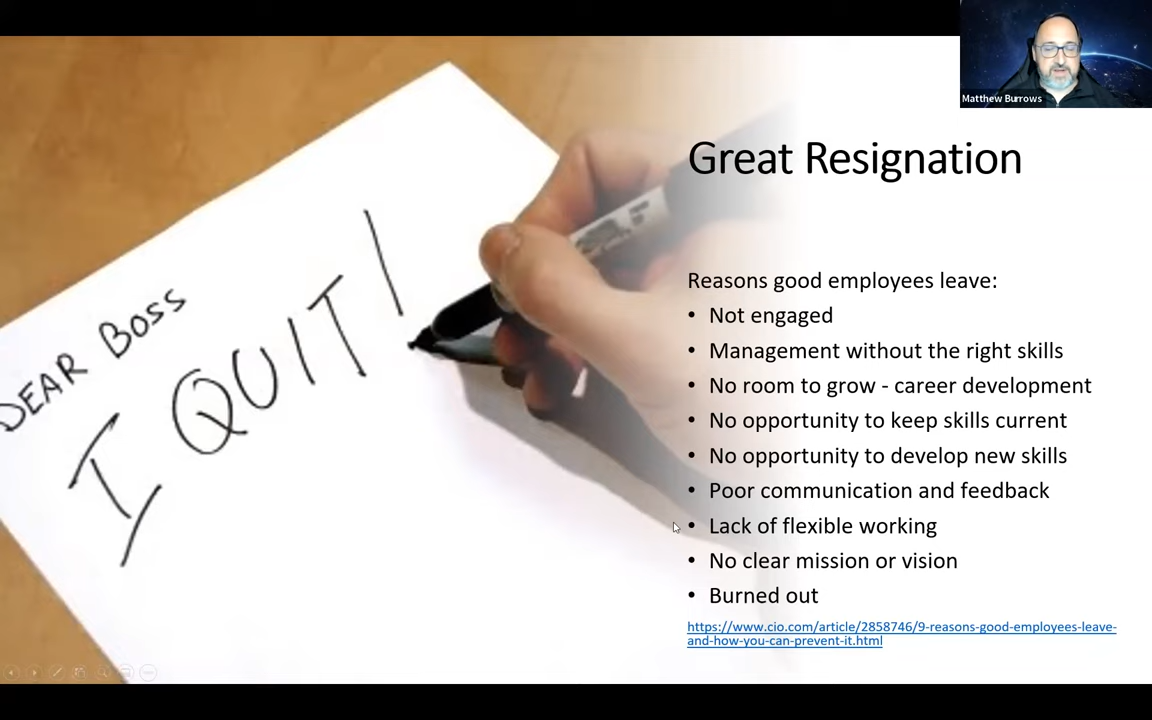 Matthew Burrows
Great Resignation
DEAR BOSS
I QUIT!
Reasons good employees leave:
• Not engaged
• Management without the right skills
• No room to grow - career development
• No opportunity to keep skills current
• No opportunity to develop new skills
• Poor communication and feedback
• Lack of flexible working
• No clear mission or vision
• Burned out
https://www.cio.com/article/2858746/9-reasons-good-employees-leave-
and-how-you-can-prevent-it.html